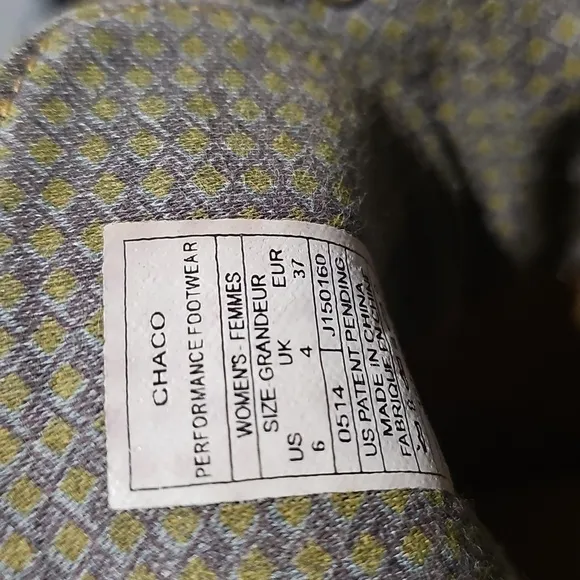 CHACO
PERFORMANCE FOOTWEAR
WOMEN'S - FEMMES
SIZE-GRANDEUR
US UK EUR
6 4 37
0514 J150160
US PATENT PENDING
MADE IN CHINA
FABRIQUE